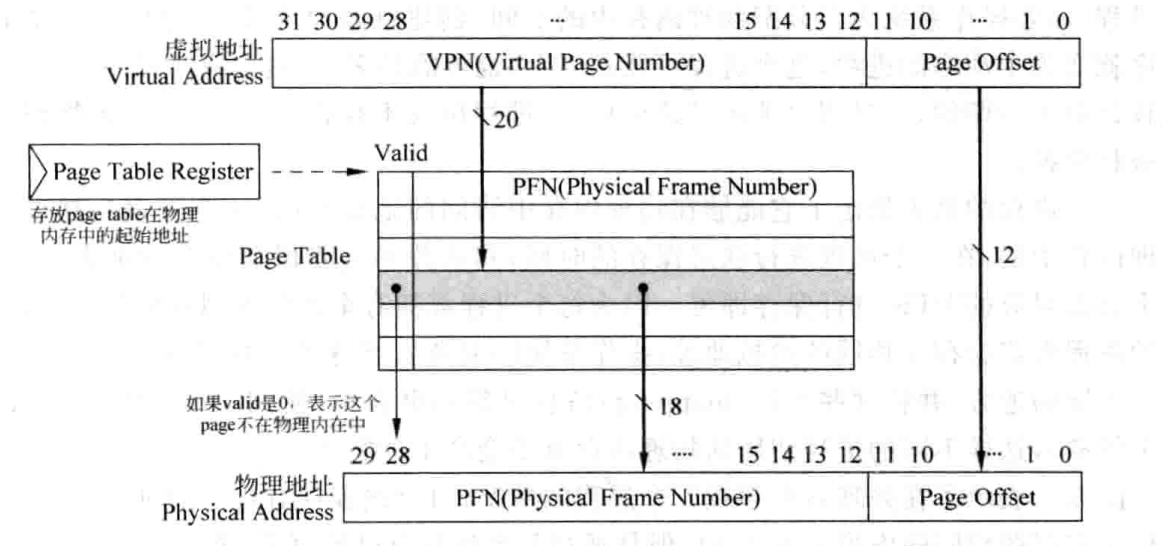 31 30 29 28 ... 15 14 13 12 11 10 ... 1 0
虚拟地址
Virtual Address
VPN(Virtual Page Number)
Page Offset
20
Valid
Page Table Register
PFN(Physical Frame Number)
存放page table在物理
内存中的起始地址
Page Table
12
如果valid是0，表示这个
page不在物理内在中
18
29 28 .... 15 14 13 12 11 10 ... 1 0
物理地址
Physical Address
PFN(Physical Frame Number)
Page Offset